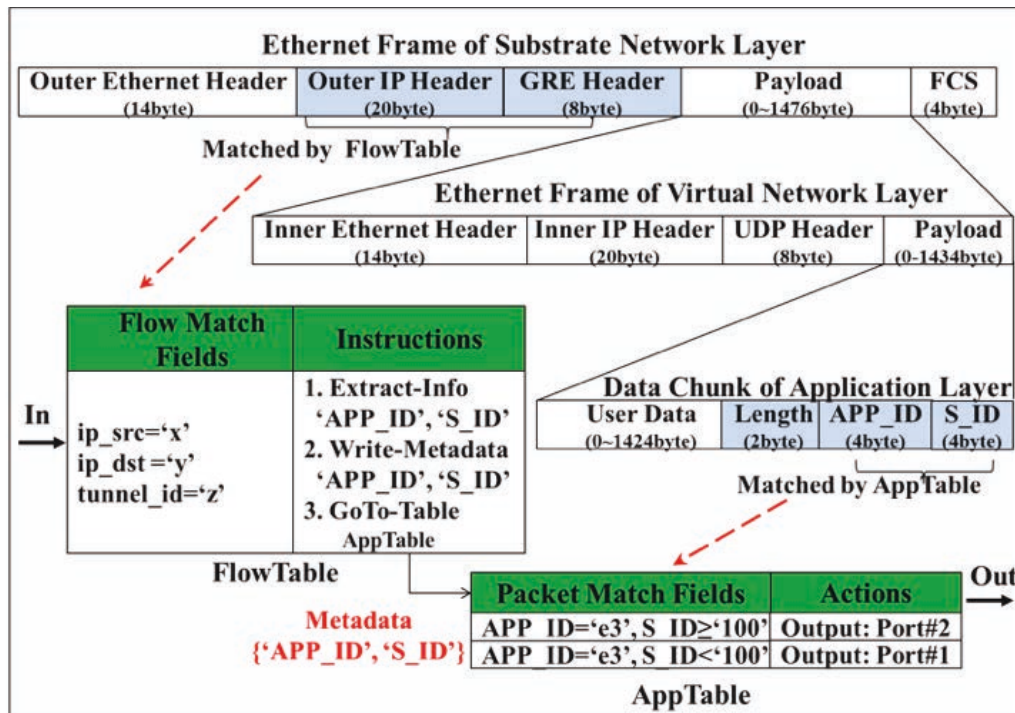 Ethernet Frame of Substrate Network Layer
Outer Ethernet Header Outer IP Header GRE Header Payload FCS
(14byte) (20byte) (8byte) (0~1476byte) (4byte)
Matched by FlowTable
Ethernet Frame of Virtual Network Layer
Inner Ethernet Header Inner IP Header UDP Header Payload
(14byte) (20byte) (8byte) (0-1434byte)
Flow Match Fields
Instructions
In
ip_src=‘x’
ip_dst =‘y’
tunnel_id=‘z’
1. Extract-Info
‘APP_ID’, ‘S_ID’
2. Write-Metadata
‘APP_ID’, ‘S_ID’
3. GoTo-Table
AppTable
FlowTable
Data Chunk of Application Layer
User Data Length APP_ID S_ID
(0~1424byte) (2byte) (4byte) (4byte)
Matched by AppTable
Metadata
{‘APP_ID’, ‘S_ID’}
Packet Match Fields Actions
Out
APP_ID=‘e3’, S_ID≥‘100’ Output: Port#2
APP_ID=‘e3’, S_ID<‘100’ Output: Port#1
AppTable